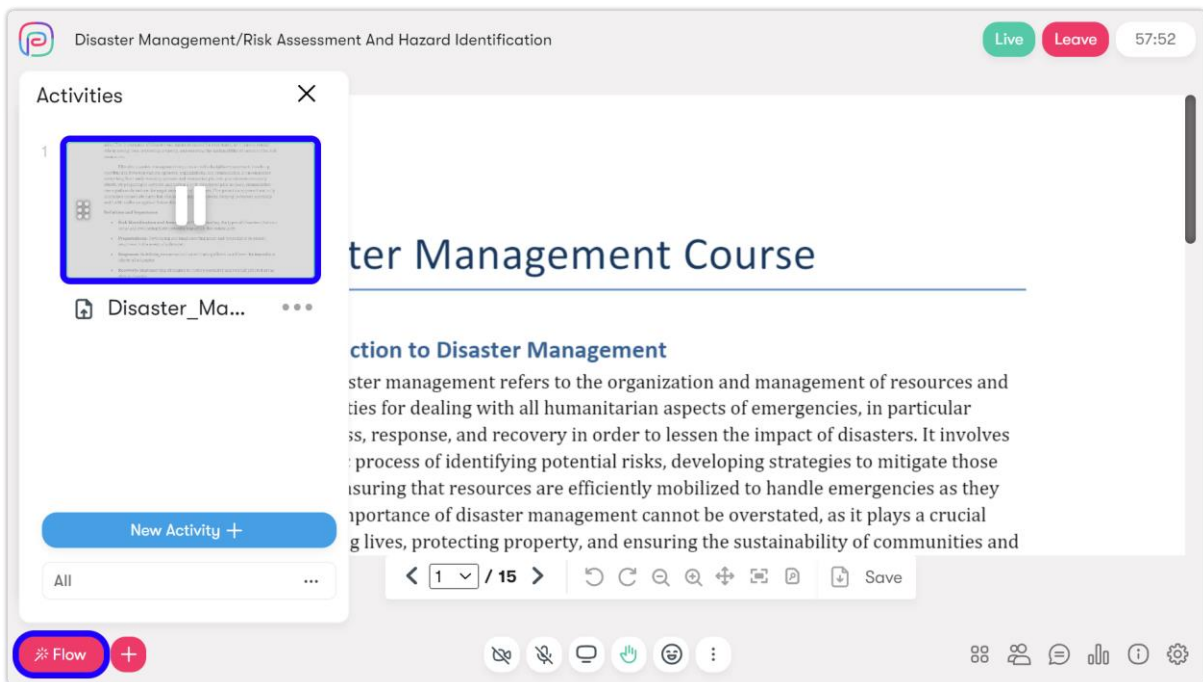 Disaster Management/Risk Assessment And Hazard Identification
Live
Leave
57:52
Activities
1
Disaster_Ma...
ter Management Course
ction to Disaster Management
ster management refers to the organization and management of resources and
ties for dealing with all humanitarian aspects of emergencies, in particular
ss, response, and recovery in order to lessen the impact of disasters. It involves
process of identifying potential risks, developing strategies to mitigate those
nsuring that resources are efficiently mobilized to handle emergencies as they
mportance of disaster management cannot be overstated, as it plays a crucial
g lives, protecting property, and ensuring the sustainability of communities and
New Activity +
All
1 / 15
Save
Flow